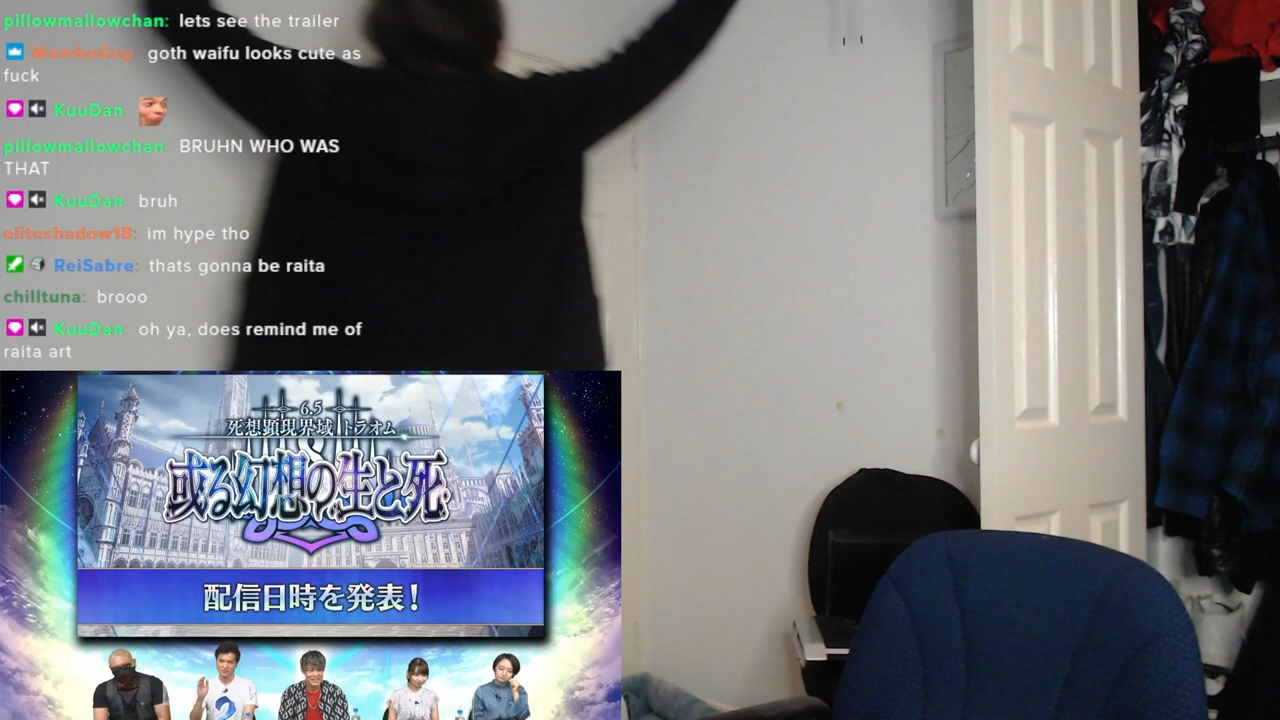 pillowmallowchan: lets see the trailer
WomboGuy: goth waifu looks cute as
fuck
KuuDan
pillowmallowchan BRUHN WHO WAS
THAT
KuuDan: bruh
eliteshadow18: im hype tho
ReiSabre: thats gonna be raita
chilltuna: brooo
KuuDan: oh ya, does remind me of
raita art
6.5
死想顕現界域 トラオム
或る幻想の生と死
配信日時を発表!
2